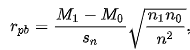 r_{pb} = \frac{M_1 - M_0}{s_n} \sqrt{\frac{n_1 n_0}{n^2}},